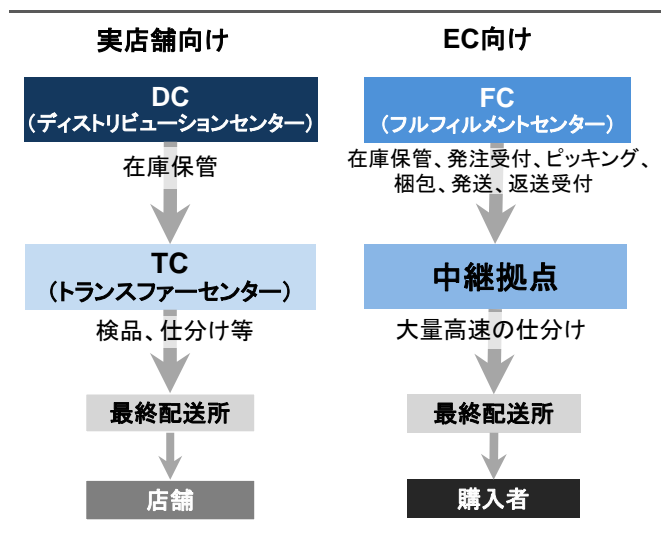 実店舗向け
DC
(ディストリビューションセンター)
在庫保管
TC
(トランスファーセンター)
検品、仕分け等
最終配送所
店舗
EC向け
FC
(フルフィルメントセンター)
在庫保管、発注受付、ピッキング、
梱包、発送、返送受付
中継拠点
大量高速の仕分け
最終配送所
購入者